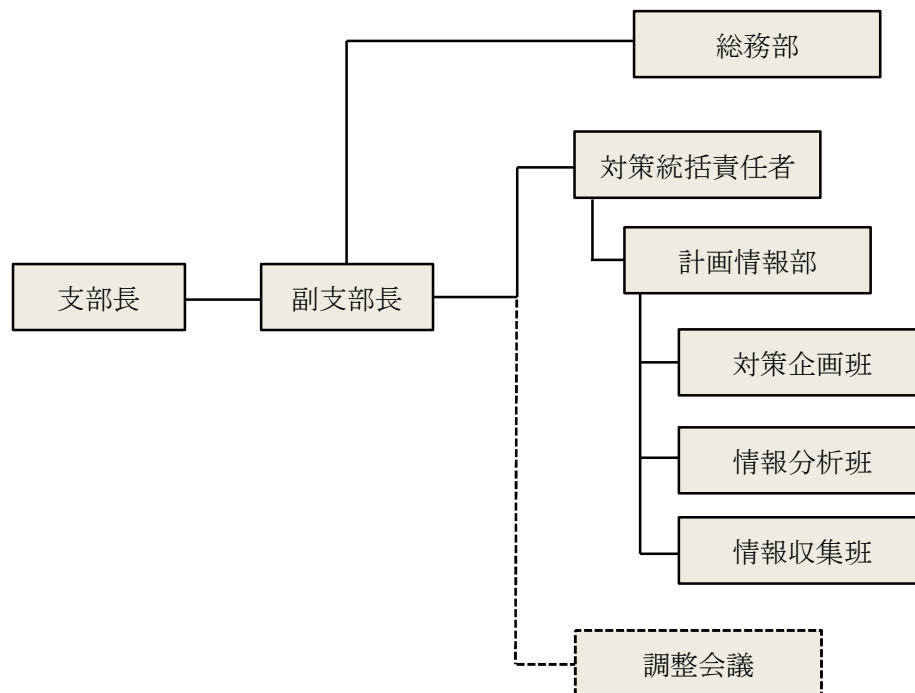 総務部
対策統括責任者
計画情報部
支部長
副支部長
対策企画班
情報分析班
情報収集班
調整会議